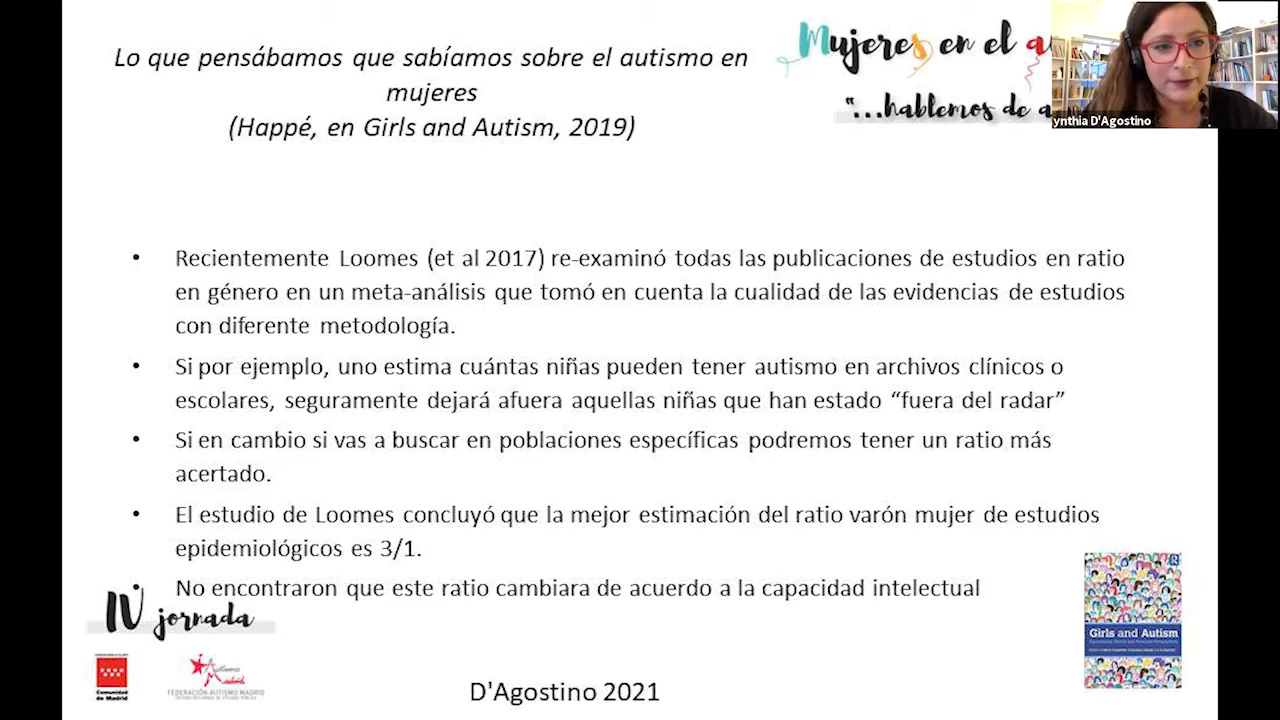 Lo que pensábamos que sabíamos sobre el autismo en
mujeres
(Happé, en Girls and Autism, 2019)
Mujeres en el au
"...hablemos de a
ynthia D'Agostino
• Recientemente Loomes (et al 2017) re-examinó todas las publicaciones de estudios en ratio
en género en un meta-análisis que tomó en cuenta la cualidad de las evidencias de estudios
con diferente metodología.
• Si por ejemplo, uno estima cuántas niñas pueden tener autismo en archivos clínicos o
escolares, seguramente dejará afuera aquellas niñas que han estado “fuera del radar”
• Si en cambio si vas a buscar en poblaciones específicas podremos tener un ratio más
acertado.
• El estudio de Loomes concluyó que la mejor estimación del ratio varón mujer de estudios
epidemiológicos es 3/1.
• No encontraron que este ratio cambiara de acuerdo a la capacidad intelectual
IV jornada
Comunidad
de Madrid
Autismo
Madrid
FEDERACIÓN AUTISMO MADRID
D'Agostino 2021
Girls and Autism